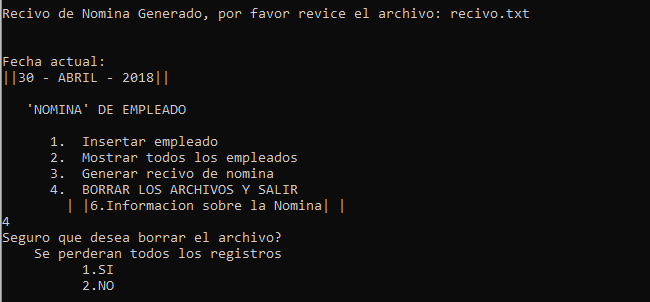 Recivo de Nomina Generado, por favor revice el archivo: recivo.txt
Fecha actual:
||30 - ABRIL - 2018||
'NOMINA' DE EMPLEADO
1. Insertar empleado
2. Mostrar todos los empleados
3. Generar recivo de nomina
4. BORRAR LOS ARCHIVOS Y SALIR
| |6.Informacion sobre la Nomina| |
4
Seguro que desea borrar el archivo?
Se perderan todos los registros
1.SI
2.NO